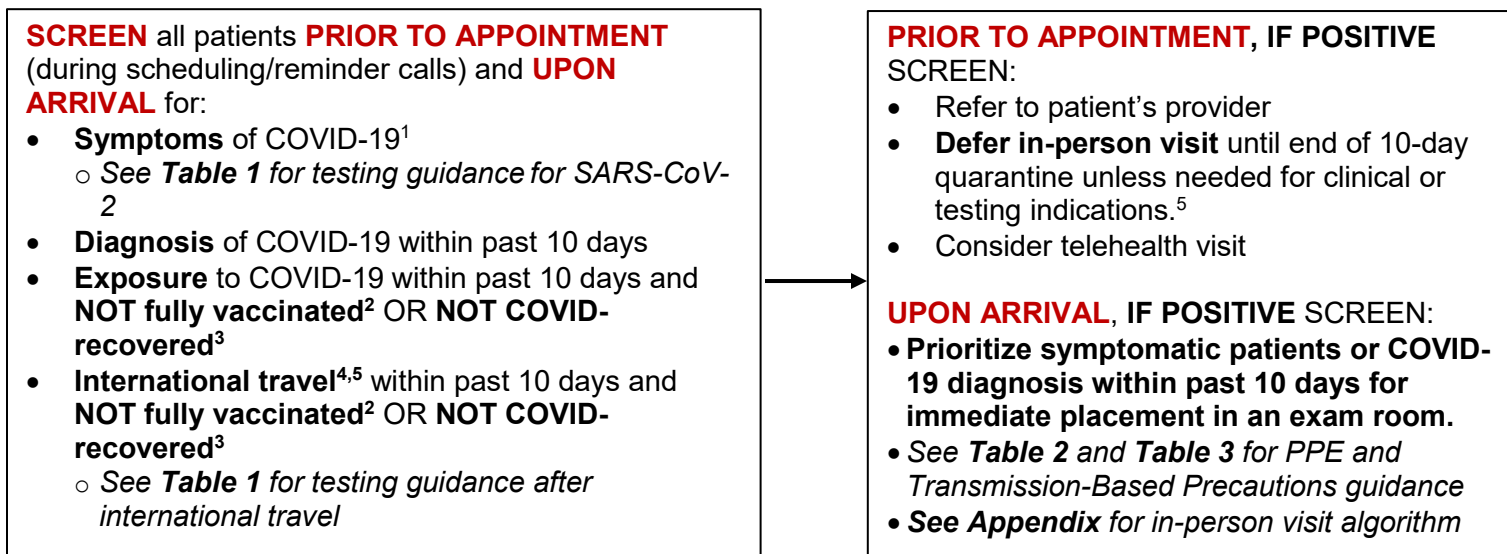 SCREEN all patients PRIOR TO APPOINTMENT
(during scheduling/reminder calls) and UPON
ARRIVAL for:
• Symptoms of COVID-19¹
o See Table 1 for testing guidance for SARS-CoV-
2
• Diagnosis of COVID-19 within past 10 days
• Exposure to COVID-19 within past 10 days and
NOT fully vaccinated² OR NOT COVID-
recovered³
• International travel⁴,⁵ within past 10 days and
NOT fully vaccinated² OR NOT COVID-
recovered³
o See Table 1 for testing guidance after
international travel
PRIOR TO APPOINTMENT, IF POSITIVE
SCREEN:
• Refer to patient’s provider
• Defer in-person visit until end of 10-day
quarantine unless needed for clinical or
testing indications.⁵
• Consider telehealth visit
UPON ARRIVAL, IF POSITIVE SCREEN:
• Prioritize symptomatic patients or COVID-
19 diagnosis within past 10 days for
immediate placement in an exam room.
• See Table 2 and Table 3 for PPE and
Transmission-Based Precautions guidance
• See Appendix for in-person visit algorithm